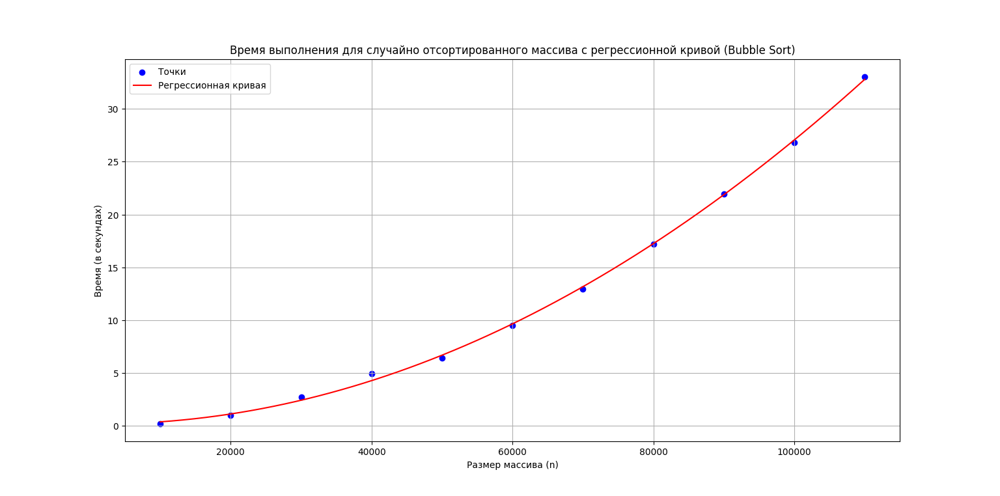 Время выполнения для случайно отсортированного массива с регрессионной кривой (Bubble Sort)
Точки
Регрессионная кривая
30
25
20
15
10
5
0
Время (в секундах)
20000
40000
60000
80000
100000
Размер массива (n)